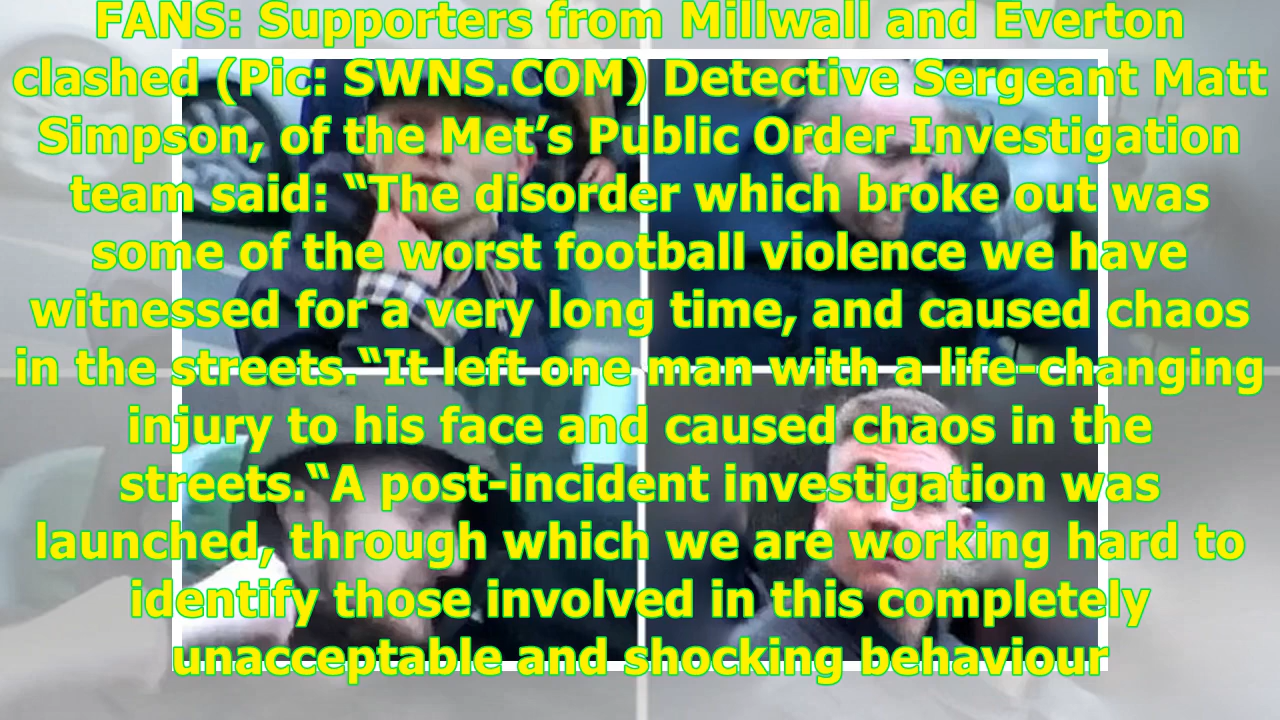 FANS: Supporters from Millwall and Everton
clashed (Pic: SWNS.COM) Detective Sergeant Matt
Simpson, of the Met’s Public Order Investigation
team said: “The disorder which broke out was
some of the worst football violence we have
witnessed for a very long time, and caused chaos
in the streets.“It left one man with a life-changing
injury to his face and caused chaos in the
streets.“A post-incident investigation was
launched, through which we are working hard to
identify those involved in this completely
unacceptable and shocking behaviour